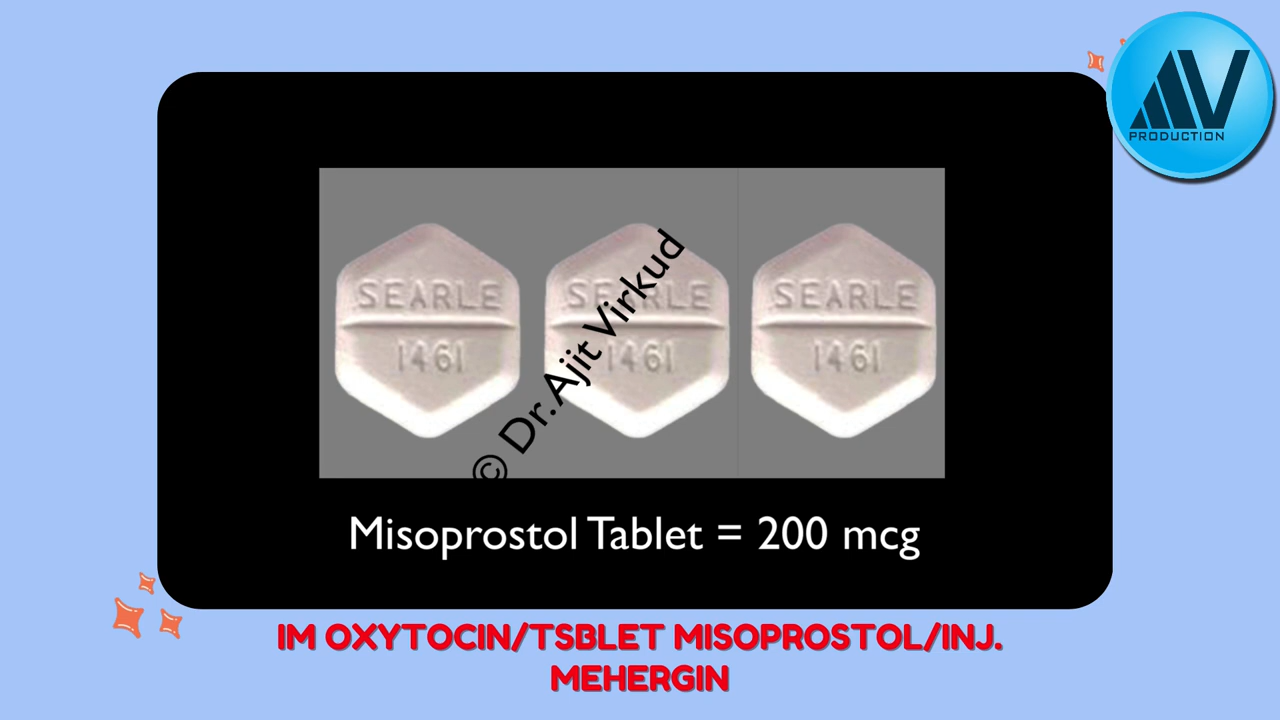 AV
PRODUCTION
SEARLE
1461
SEARLE
1461
SEARLE
1461
© Dr. Ajit Virkud
Misoprostol Tablet = 200 mcg
IM OXYTOCIN/TSBLET MISOPROSTOL/INJ.
MEHERGIN